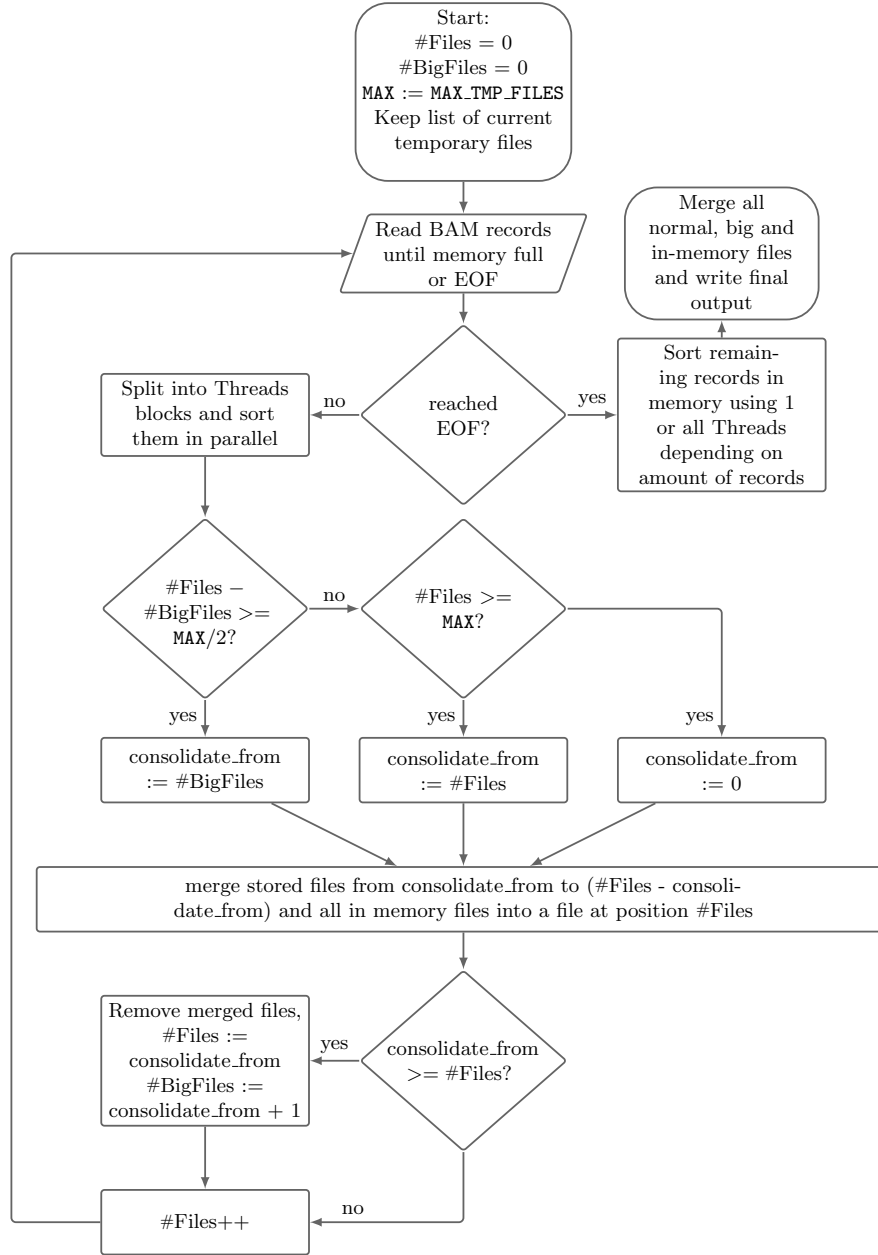 Start:
#Files = 0
#BigFiles = 0
MAX := MAX_TMP_FILES
Keep list of current
temporary files
Read BAM records
until memory full
or EOF
Merge all
normal, big and
in-memory files
and write final
output
reached
EOF?
no
yes
Split into Threads
blocks and sort
them in parallel
Sort remain-
ing records in
memory using 1
or all Threads
depending on
amount of records
#Files −
#BigFiles >=
MAX/2?
no
#Files >=
MAX?
yes
yes
yes
consolidate_from
:= #BigFiles
consolidate_from
:= #Files
consolidate_from
:= 0
merge stored files from consolidate_from to (#Files - consoli-
date_from) and all in memory files into a file at position #Files
consolidate_from
>= #Files?
yes
Remove merged files,
#Files :=
consolidate_from
#BigFiles :=
consolidate_from + 1
no
#Files++